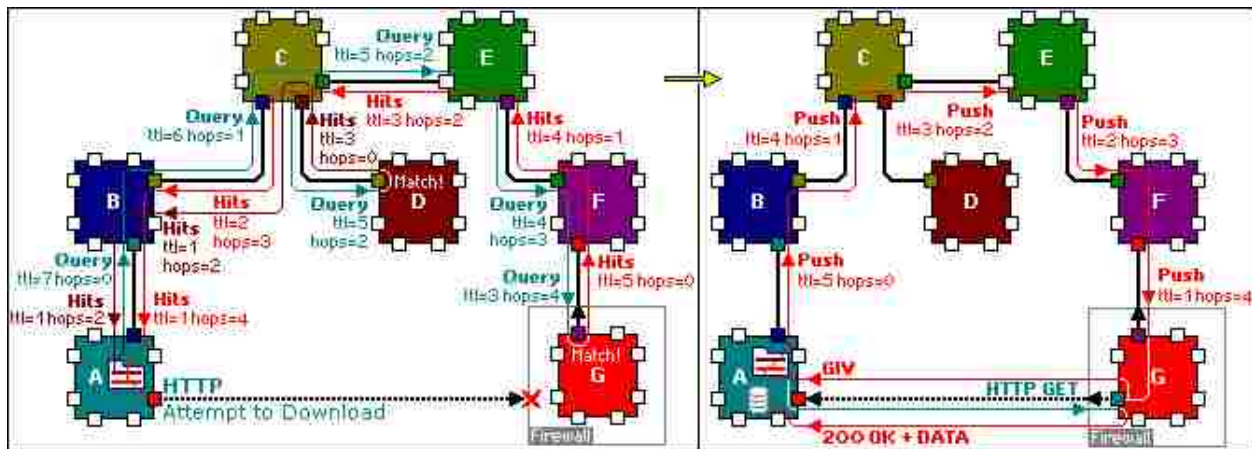 C
Query
ttl=5 hops=2
E
Hits
ttl=3 hops=2
Query
ttl=6 hops=1
Hits
ttl=3
hops=0
Hits
ttl=4 hops=1
B
Match!
D
F
Hits
ttl=2
hops=3
Query
ttl=5
hops=2
Query
ttl=4
hops=3
Hits
ttl=1
hops=2
Query
ttl=7 hops=0
Query
ttl=3 hops=4
Hits
ttl=5 hops=0
Hits
ttl=1 hops=2
Hits
ttl=1 hops=4
A
Match!
G
HTTP
Attempt to Download
Firewall
C
E
Push
ttl=4 hops=1
Push
ttl=3 hops=2
Push
ttl=2 hops=3
B
D
F
Push
ttl=5 hops=0
Push
ttl=1 hops=4
A
G
GIV
HTTP GET
200 OK + DATA
Firewall